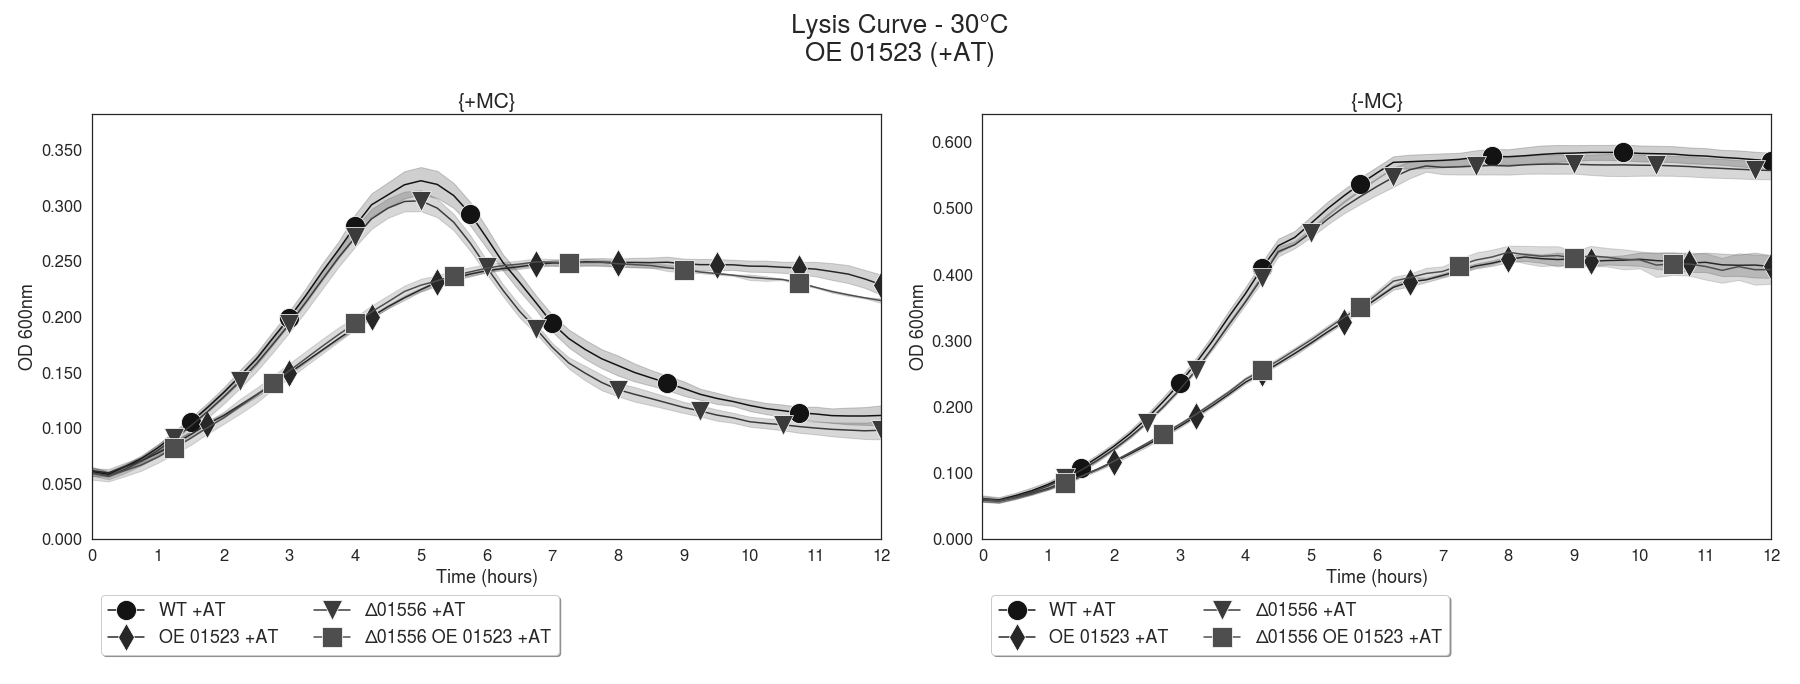 Lysis Curve - 30°C
OE 01523 (+AT)
{+MC}
0.350
0.300
0.250
0.200
0.150
0.100
0.050
0.000
OD 600nm
0 1 2 3 4 5 6 7 8 9 10 11 12
Time (hours)
WT +AT
OE 01523 +AT
Δ01556 +AT
Δ01556 OE 01523 +AT
{-MC}
0.600
0.500
0.400
0.300
0.200
0.100
0.000
OD 600nm
0 1 2 3 4 5 6 7 8 9 10 11 12
Time (hours)
WT +AT
OE 01523 +AT
Δ01556 +AT
Δ01556 OE 01523 +AT